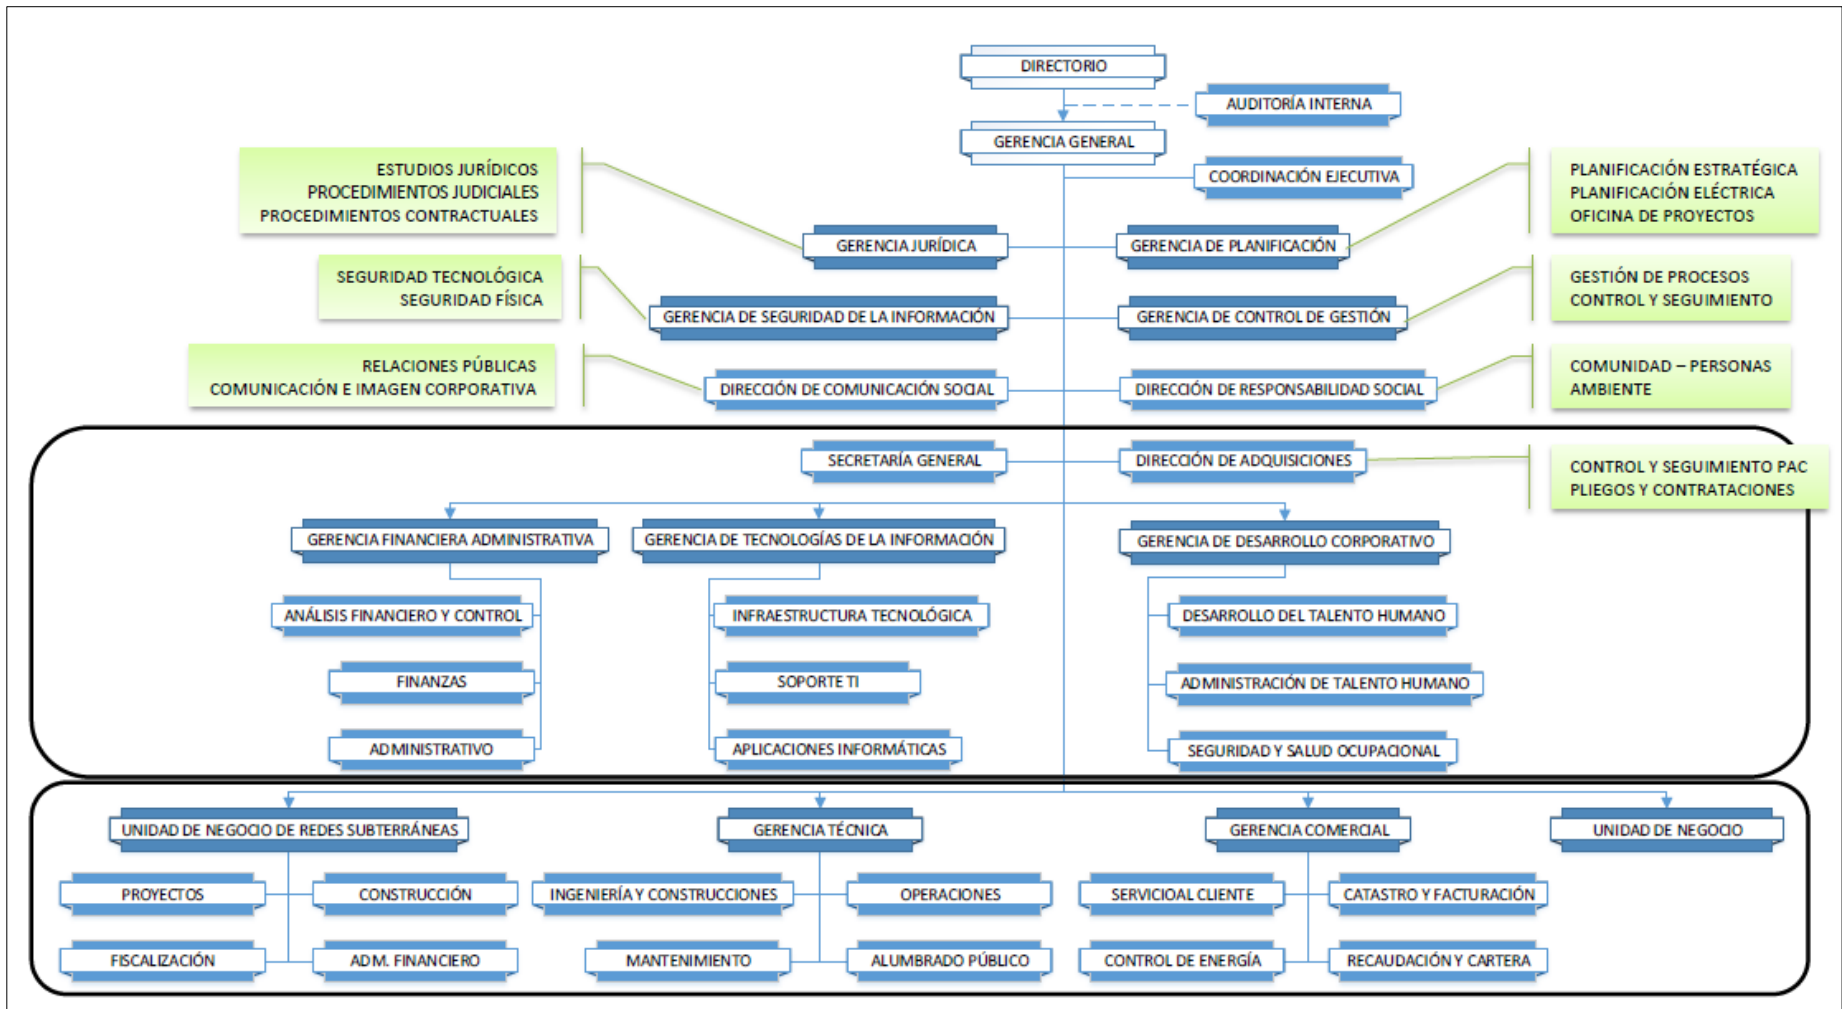 DIRECTORIO
AUDITORÍA INTERNA
GERENCIA GENERAL
COORDINACIÓN EJECUTIVA
ESTUDIOS JURÍDICOS
PROCEDIMIENTOS JUDICIALES
PROCEDIMIENTOS CONTRACTUALES
PLANIFICACIÓN ESTRATÉGICA
PLANIFICACIÓN ELÉCTRICA
OFICINA DE PROYECTOS
GERENCIA JURÍDICA
GERENCIA DE PLANIFICACIÓN
SEGURIDAD TECNOLÓGICA
SEGURIDAD FÍSICA
GESTIÓN DE PROCESOS
CONTROL Y SEGUIMIENTO
GERENCIA DE SEGURIDAD DE LA INFORMACIÓN
GERENCIA DE CONTROL DE GESTIÓN
RELACIONES PÚBLICAS
COMUNICACIÓN E IMAGEN CORPORATIVA
COMUNIDAD – PERSONAS
AMBIENTE
DIRECCIÓN DE COMUNICACIÓN SOCIAL
DIRECCIÓN DE RESPONSABILIDAD SOCIAL
SECRETARÍA GENERAL
DIRECCIÓN DE ADQUISICIONES
CONTROL Y SEGUIMIENTO PAC
PLIEGOS Y CONTRATACIONES
GERENCIA FINANCIERA ADMINISTRATIVA
GERENCIA DE TECNOLOGÍAS DE LA INFORMACIÓN
GERENCIA DE DESARROLLO CORPORATIVO
ANÁLISIS FINANCIERO Y CONTROL
INFRAESTRUCTURA TECNOLÓGICA
DESARROLLO DEL TALENTO HUMANO
FINANZAS
SOPORTE TI
ADMINISTRACIÓN DE TALENTO HUMANO
ADMINISTRATIVO
APLICACIONES INFORMÁTICAS
SEGURIDAD Y SALUD OCUPACIONAL
UNIDAD DE NEGOCIO DE REDES SUBTERRÁNEAS
GERENCIA TÉCNICA
GERENCIA COMERCIAL
UNIDAD DE NEGOCIO
PROYECTOS
CONSTRUCCIÓN
INGENIERÍA Y CONSTRUCCIONES
OPERACIONES
SERVICIOAL CLIENTE
CATASTRO Y FACTURACIÓN
FISCALIZACIÓN
ADM. FINANCIERO
MANTENIMIENTO
ALUMBRADO PÚBLICO
CONTROL DE ENERGÍA
RECAUDACIÓN Y CARTERA